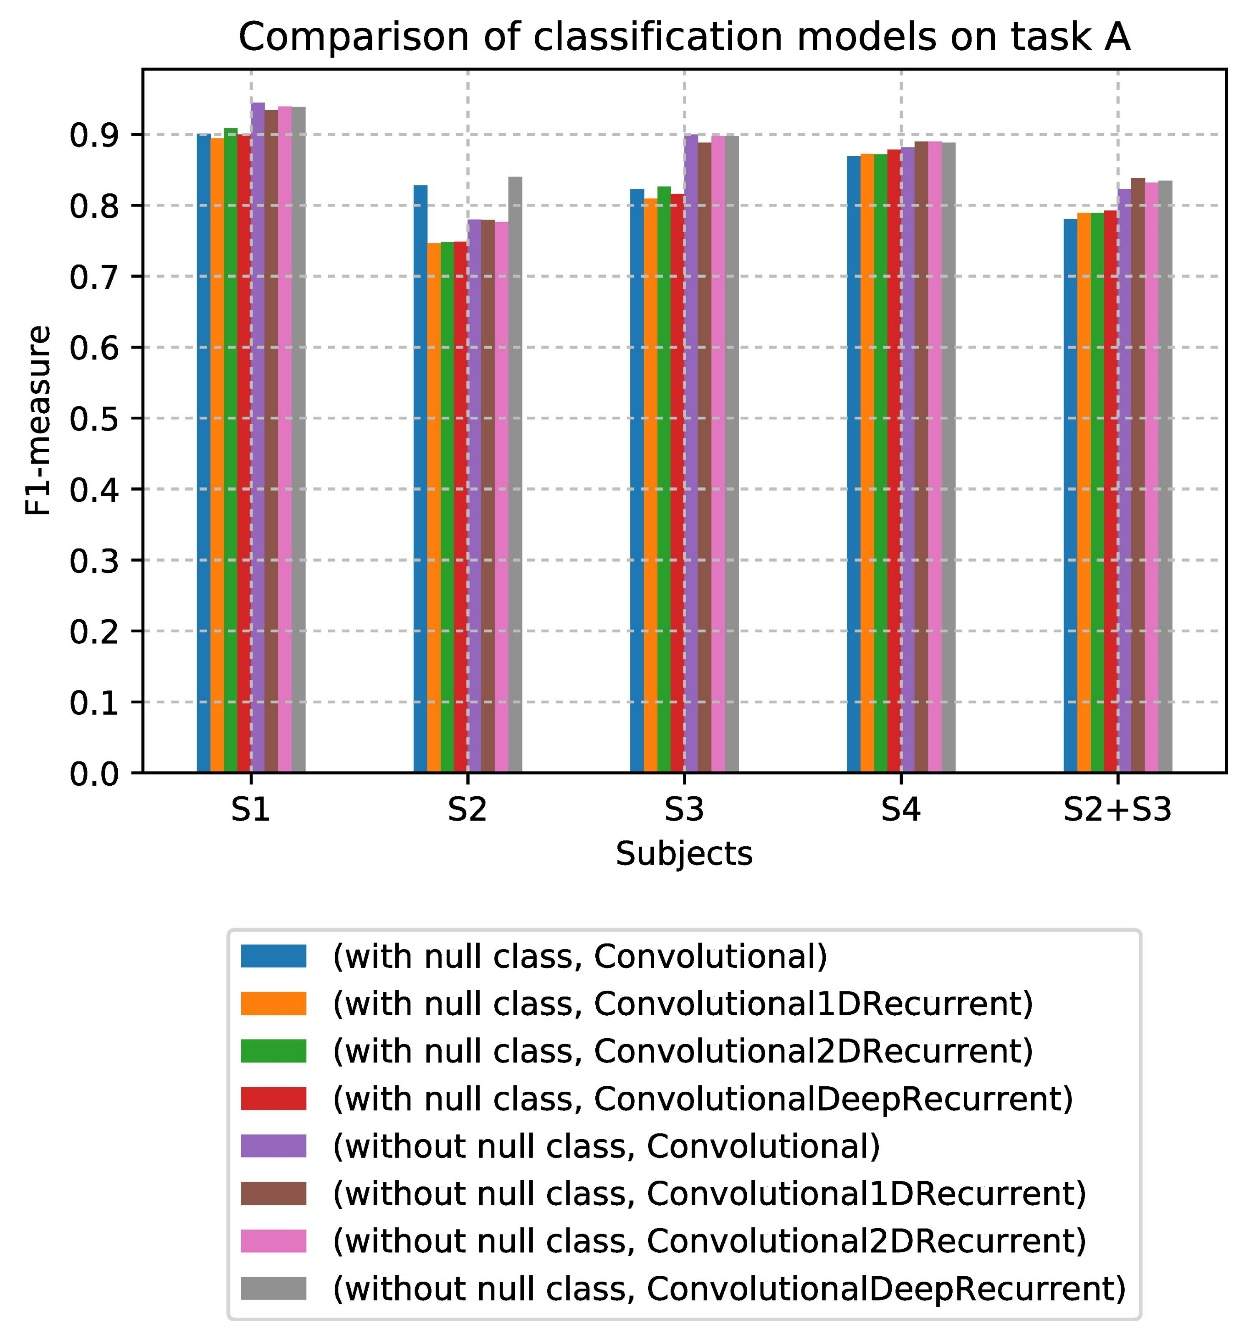 Comparison of classification models on task A
0.9
0.8
0.7
0.6
0.5
0.4
0.3
0.2
0.1
0.0
F1-measure
S1 S2 S3 S4 S2+S3
Subjects
(with null class, Convolutional)
(with null class, Convolutional1DRecurrent)
(with null class, Convolutional2DRecurrent)
(with null class, ConvolutionalDeepRecurrent)
(without null class, Convolutional)
(without null class, Convolutional1DRecurrent)
(without null class, Convolutional2DRecurrent)
(without null class, ConvolutionalDeepRecurrent)